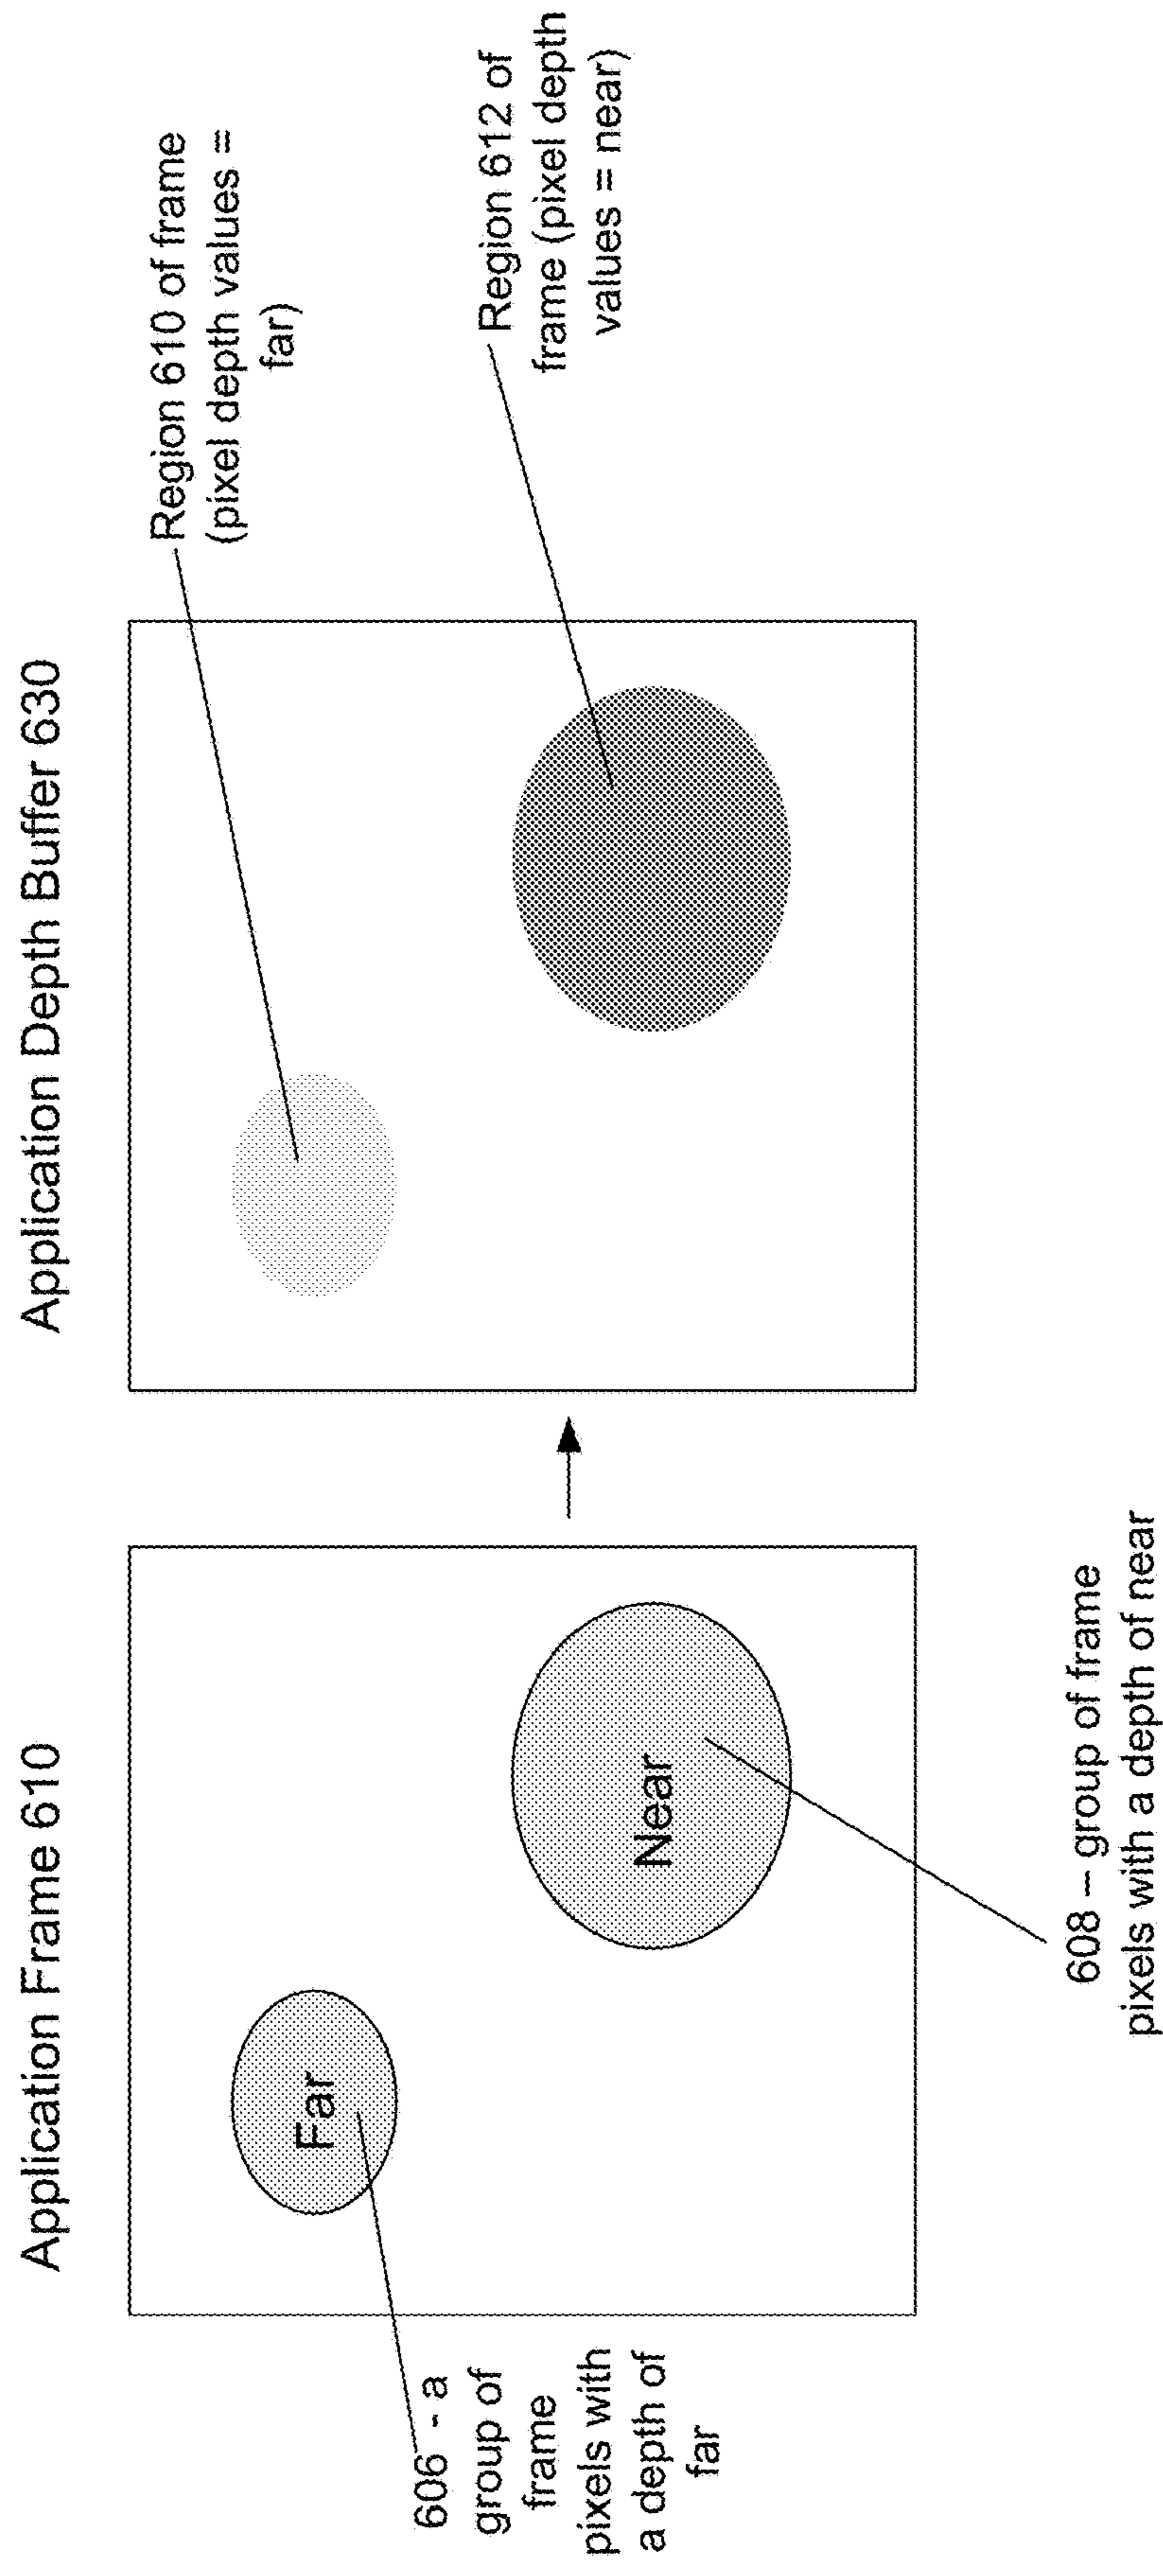 Application Frame 610
Application Depth Buffer 630
606 - a
group of
frame
pixels with
a depth of
far
Far
Near
608 – group of frame
pixels with a depth of near
Region 610 of frame
(pixel depth values =
far)
Region 612 of
frame (pixel depth
values = near)